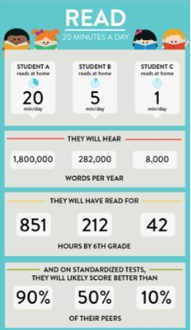 READ
20 MINUTES A DAY
STUDENT A
reads at home
20
min/day
STUDENT B
reads at home
5
min/day
STUDENT C
reads at home
1
min/day
THEY WILL HEAR
1,800,000 282,000 8,000
WORDS PER YEAR
THEY WILL HAVE READ FOR
851 212 42
HOURS BY 6TH GRADE
AND ON STANDARDIZED TESTS,
THEY WILL LIKELY SCORE BETTER THAN
90% 50% 10%
OF THEIR PEERS